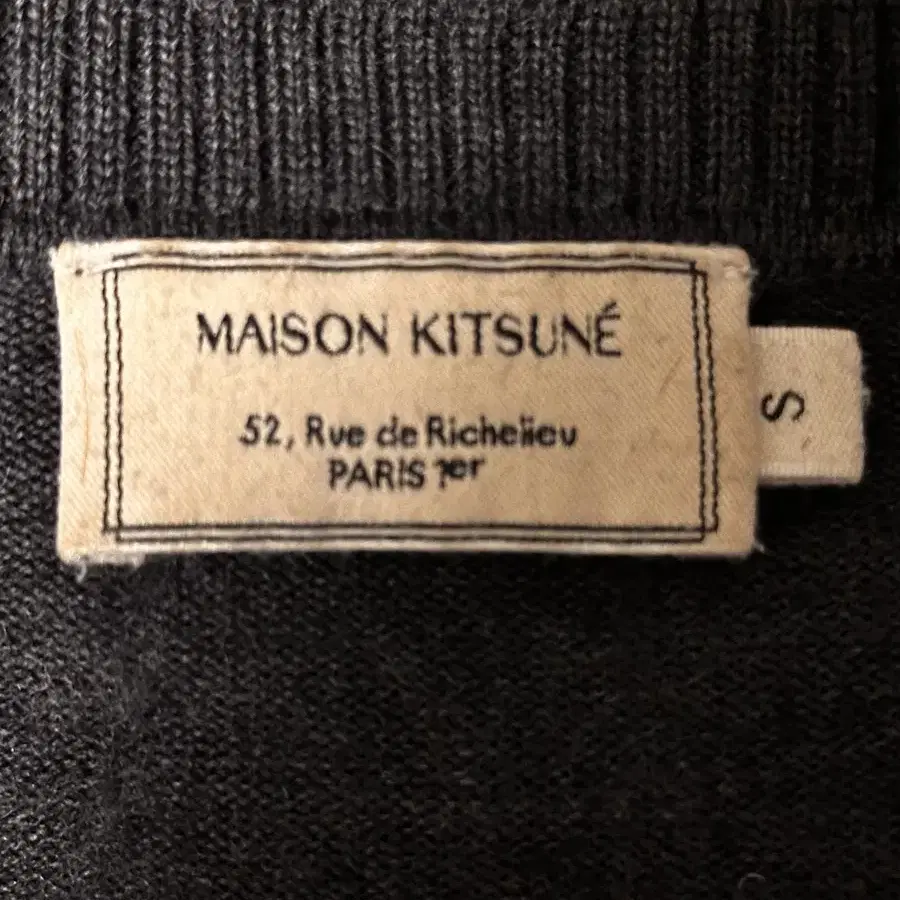 MAISON KITSUNÉ
52, Rue de Richelieu
PARIS 1er
S